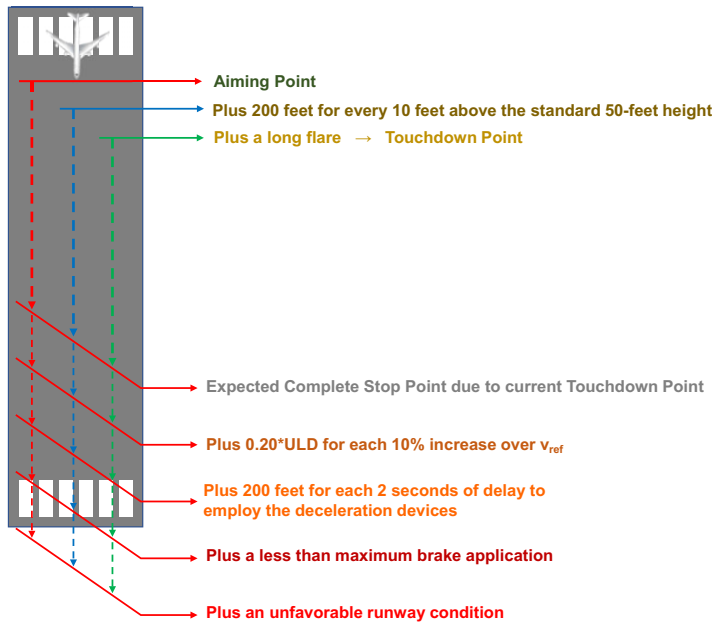 Aiming Point
Plus 200 feet for every 10 feet above the standard 50-feet height
Plus a long flare → Touchdown Point
Expected Complete Stop Point due to current Touchdown Point
Plus 0.20*ULD for each 10% increase over vref
Plus 200 feet for each 2 seconds of delay to
employ the deceleration devices
Plus a less than maximum brake application
Plus an unfavorable runway condition